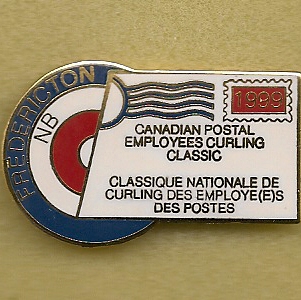 FREDERICTON
NB
1999
CANADIAN POSTAL
EMPLOYEES CURLING
CLASSIC
CLASSIQUE NATIONALE DE
CURLING DES EMPLOYE(E)S
DES POSTES